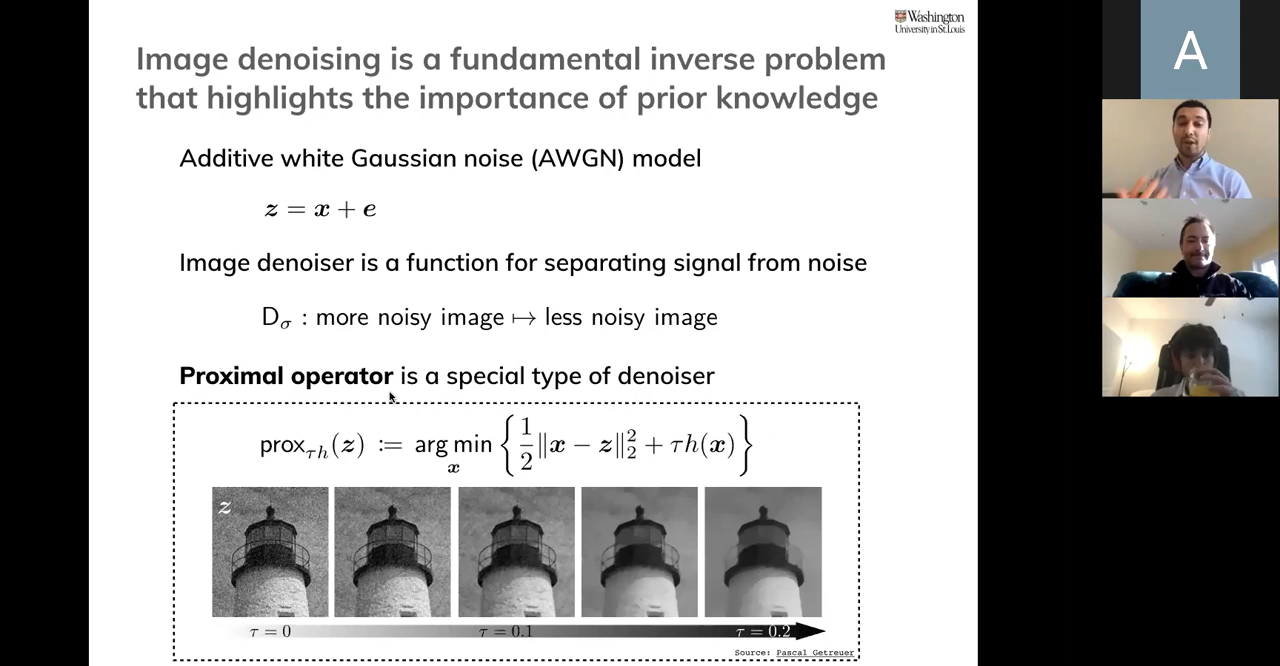 Washington
University in St. Louis
Image denoising is a fundamental inverse problem
that highlights the importance of prior knowledge
Additive white Gaussian noise (AWGN) model
z = x + e
Image denoiser is a function for separating signal from noise
D_σ : more noisy image ↦ less noisy image
Proximal operator is a special type of denoiser
prox_{τh}(z) := arg min_x { 1/2 ‖x − z‖₂² + τh(x) }
z
τ = 0 τ = 0.1 τ = 0.2
Source: Pascal Getreuer
A